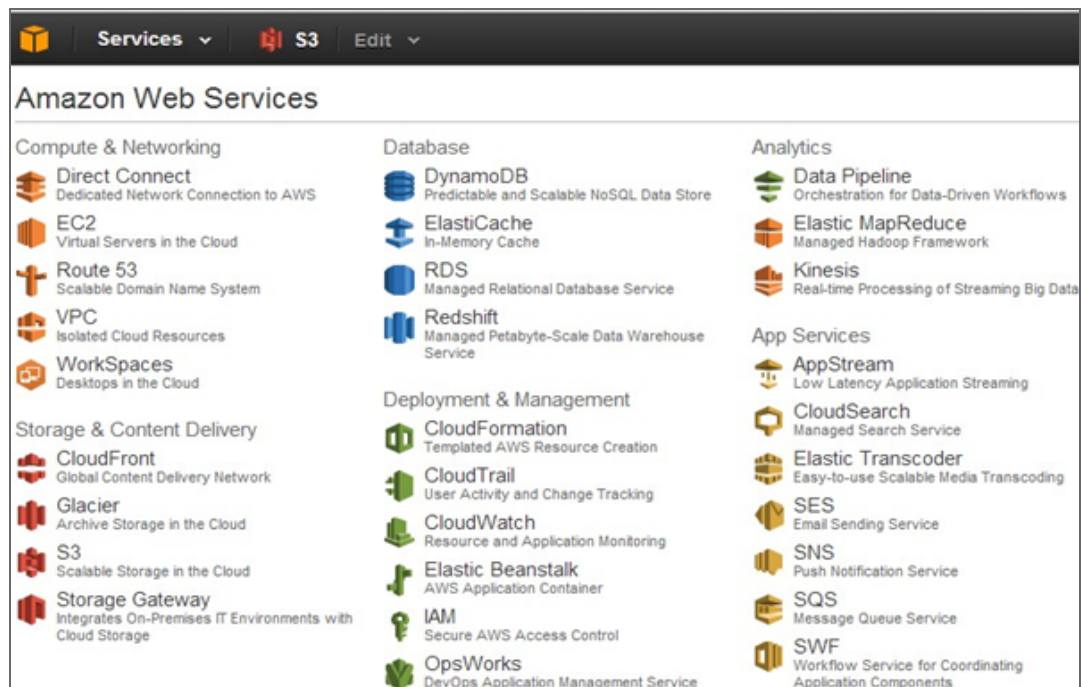 Services
S3
Edit
Amazon Web Services
Compute & Networking
Direct Connect
Dedicated Network Connection to AWS
EC2
Virtual Servers in the Cloud
Route 53
Scalable Domain Name System
VPC
Isolated Cloud Resources
WorkSpaces
Desktops in the Cloud
Storage & Content Delivery
CloudFront
Global Content Delivery Network
Glacier
Archive Storage in the Cloud
S3
Scalable Storage in the Cloud
Storage Gateway
Integrates On-Premises IT Environments with
Cloud Storage
Database
DynamoDB
Predictable and Scalable NoSQL Data Store
ElastiCache
In-Memory Cache
RDS
Managed Relational Database Service
Redshift
Managed Petabyte-Scale Data Warehouse
Service
Deployment & Management
CloudFormation
Templated AWS Resource Creation
CloudTrail
User Activity and Change Tracking
CloudWatch
Resource and Application Monitoring
Elastic Beanstalk
AWS Application Container
IAM
Secure AWS Access Control
OpsWorks
DevOps Application Management Service
Analytics
Data Pipeline
Orchestration for Data-Driven Workflows
Elastic MapReduce
Managed Hadoop Framework
Kinesis
Real-time Processing of Streaming Big Data
App Services
AppStream
Low Latency Application Streaming
CloudSearch
Managed Search Service
Elastic Transcoder
Easy-to-use Scalable Media Transcoding
SES
Email Sending Service
SNS
Push Notification Service
SQS
Message Queue Service
SWF
Workflow Service for Coordinating
Application Components